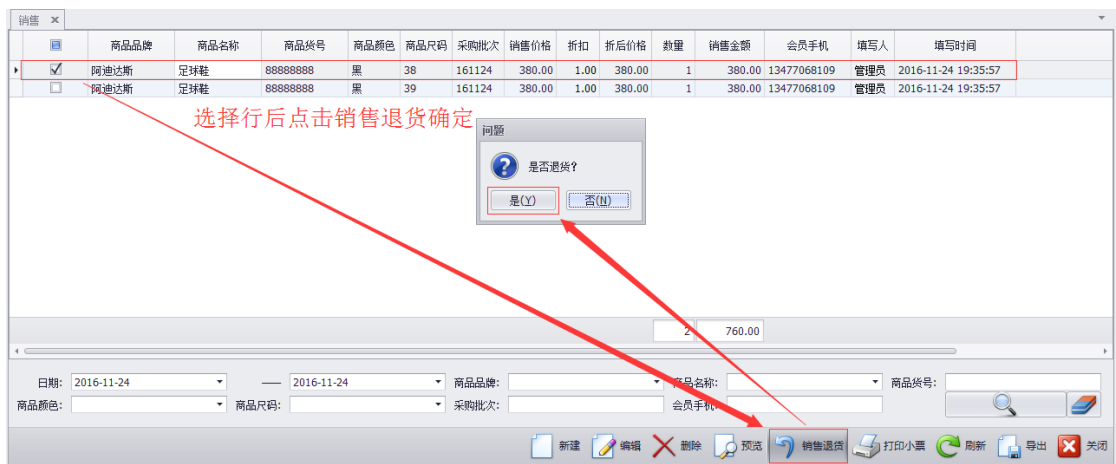 销售
商品品牌 商品名称 商品货号 商品颜色 商品尺码 采购批次 销售价格 折扣 折后价格 数量 销售金额 会员手机 填写人 填写时间
阿迪达斯 足球鞋 88888888 黑 38 161124 380.00 1.00 380.00 1 380.00 13477068109 管理员 2016-11-24 19:35:57
阿迪达斯 足球鞋 88888888 黑 39 161124 380.00 1.00 380.00 1 380.00 13477068109 管理员 2016-11-24 19:35:57
选择行后点击销售退货确定
问题
是否退货?
是(Y) 否(N)
2 760.00
日期: 2016-11-24 — 2016-11-24 商品品牌: 商品名称: 商品货号:
商品颜色: 商品尺码: 采购批次: 会员手机:
新建 编辑 删除 预览 销售退货 打印小票 刷新 导出 关闭